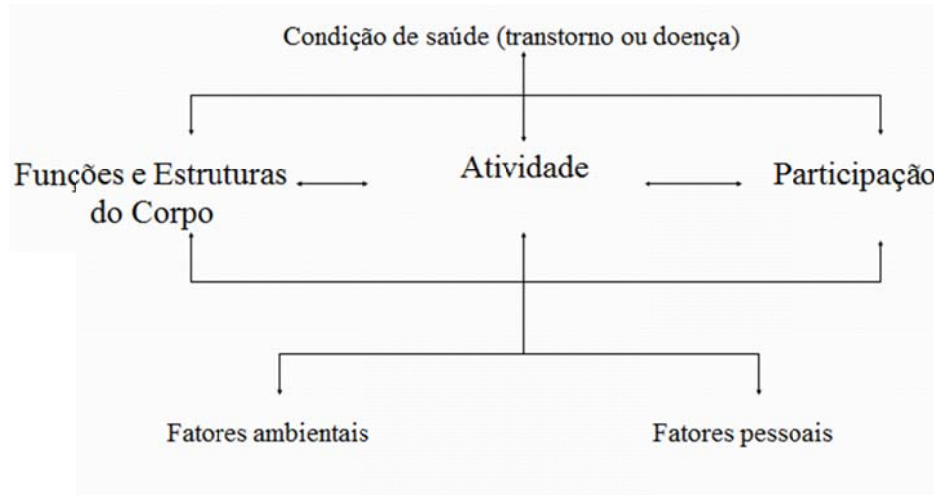 Condição de saúde (transtorno ou doença)
Funções e Estruturas
do Corpo
Atividade
Participação
Fatores ambientais
Fatores pessoais